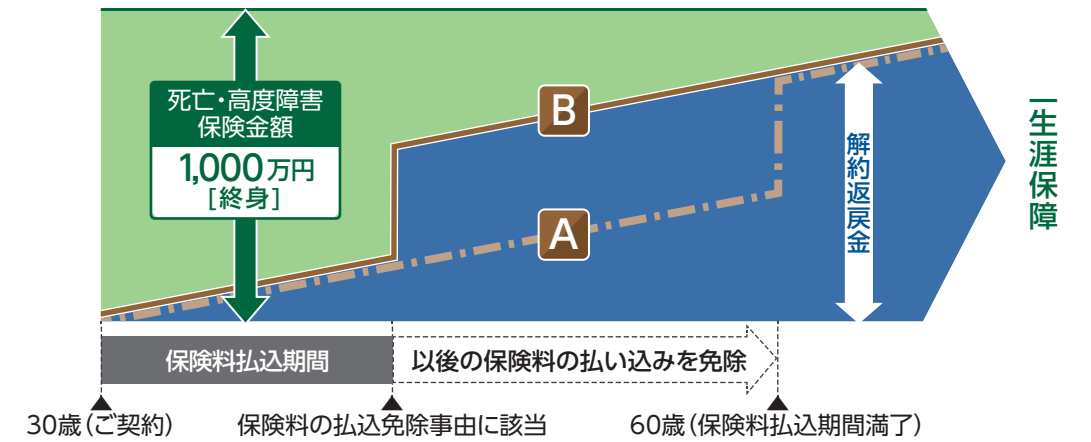 死亡・高度障害
保険金額
1,000万円
[終身]
B
A
解約返戻金
一生涯保障
保険料払込期間
以後の保険料の払い込みを免除
30歳(ご契約)
保険料の払込免除事由に該当
60歳(保険料払込期間満了)